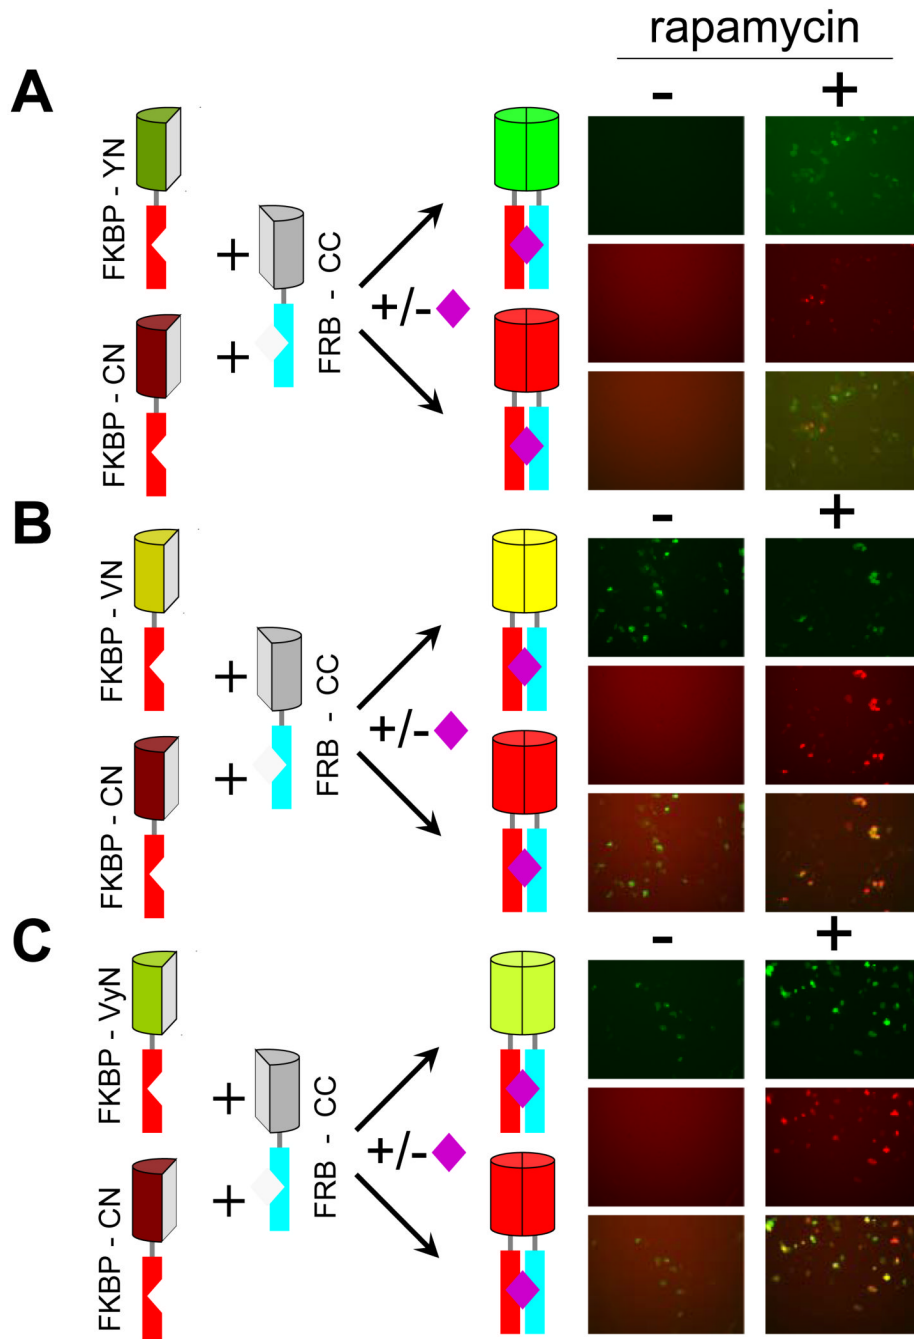 rapamycin
- +
A
FKBP - YN
+
FRB - CC
+/-
FKBP - CN
+
- +
B
FKBP - VN
+
FRB - CC
+/-
FKBP - CN
+
- +
C
FKBP - VyN
+
FRB - CC
+/-
FKBP - CN
+